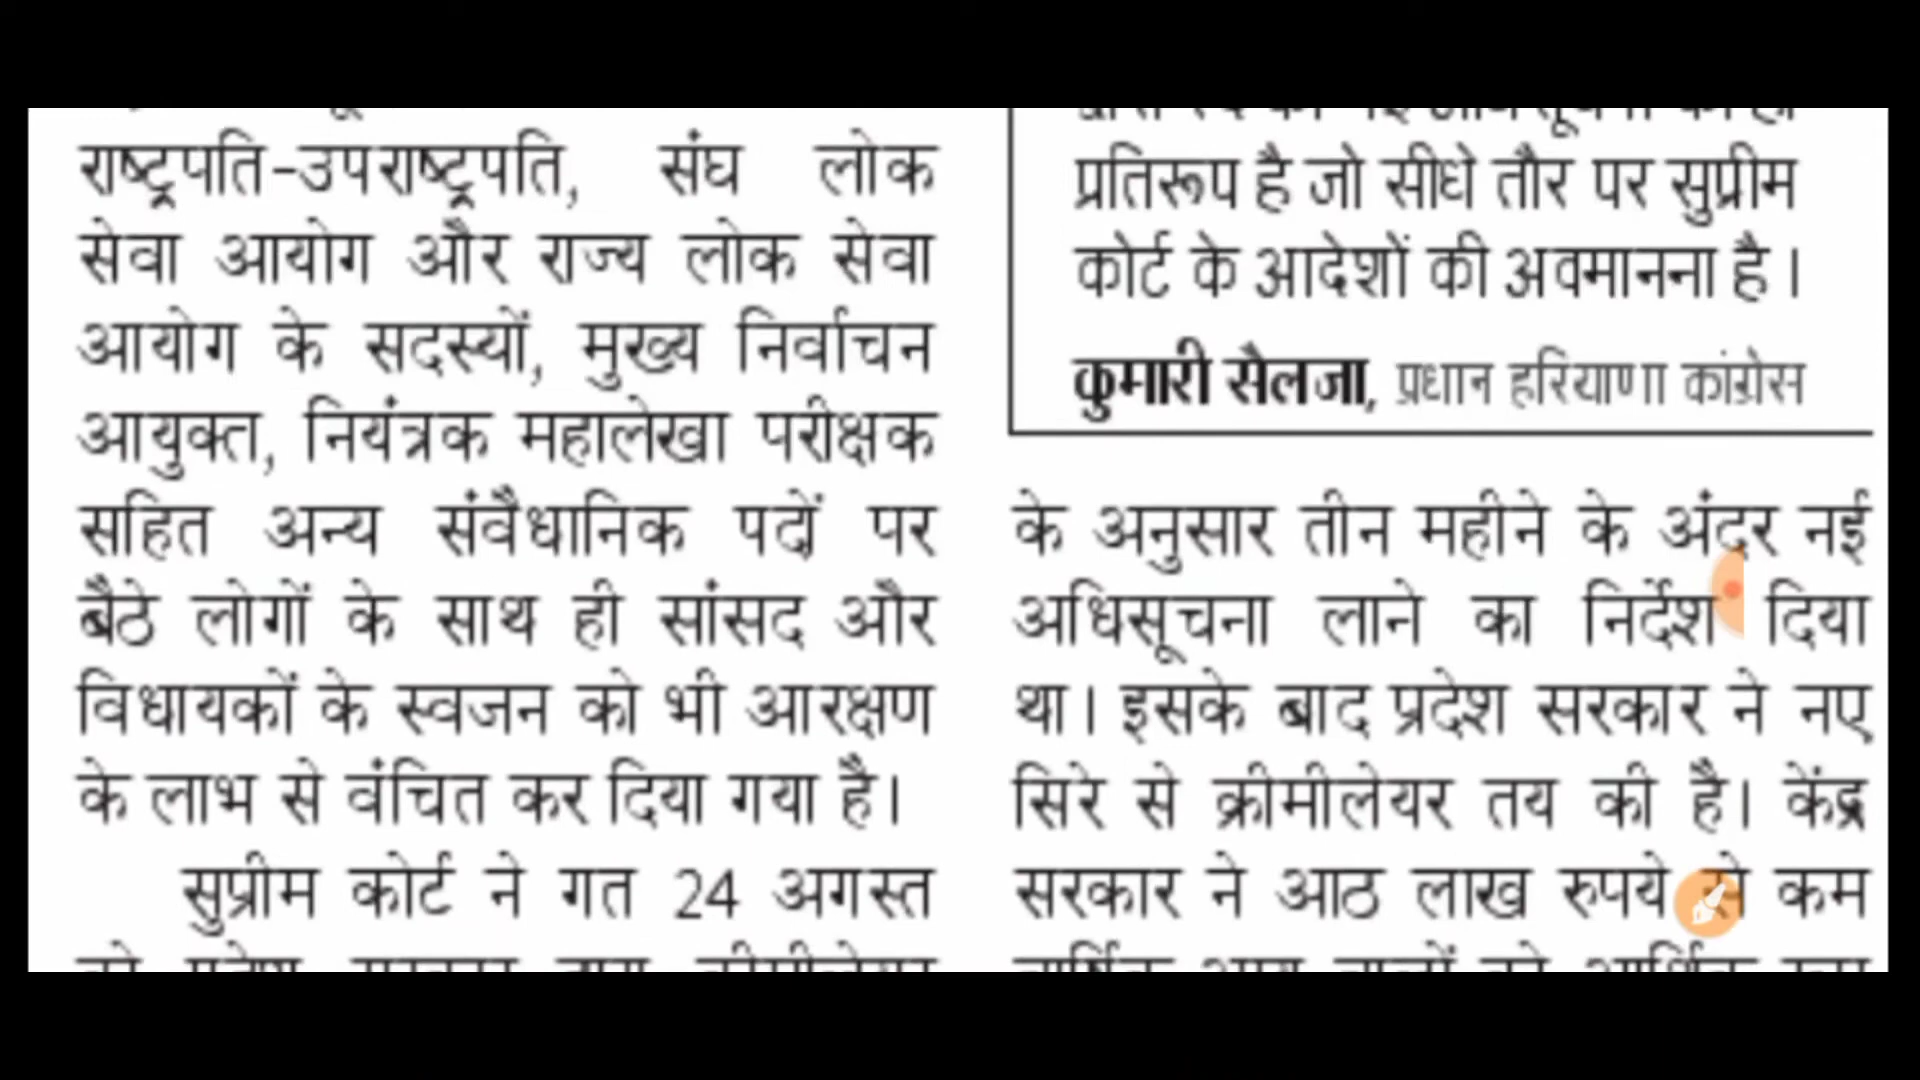 राष्ट्रपति-उपराष्ट्रपति, संघ लोक
सेवा आयोग और राज्य लोक सेवा
आयोग के सदस्यों, मुख्य निर्वाचन
आयुक्त, नियंत्रक महालेखा परीक्षक
सहित अन्य संवैधानिक पदों पर
बैठे लोगों के साथ ही सांसद और
विधायकों के स्वजन को भी आरक्षण
के लाभ से वंचित कर दिया गया है।
सुप्रीम कोर्ट ने गत 24 अगस्त
प्रतिरूप है जो सीधे तौर पर सुप्रीम
कोर्ट के आदेशों की अवमानना है।
कुमारी सैलजा, प्रधान हरियाणा कांग्रेस
के अनुसार तीन महीने के अंदर नई
अधिसूचना लाने का निर्देश दिया
था। इसके बाद प्रदेश सरकार ने नए
सिरे से क्रीमीलेयर तय की है। केंद्र
सरकार ने आठ लाख रुपये से कम